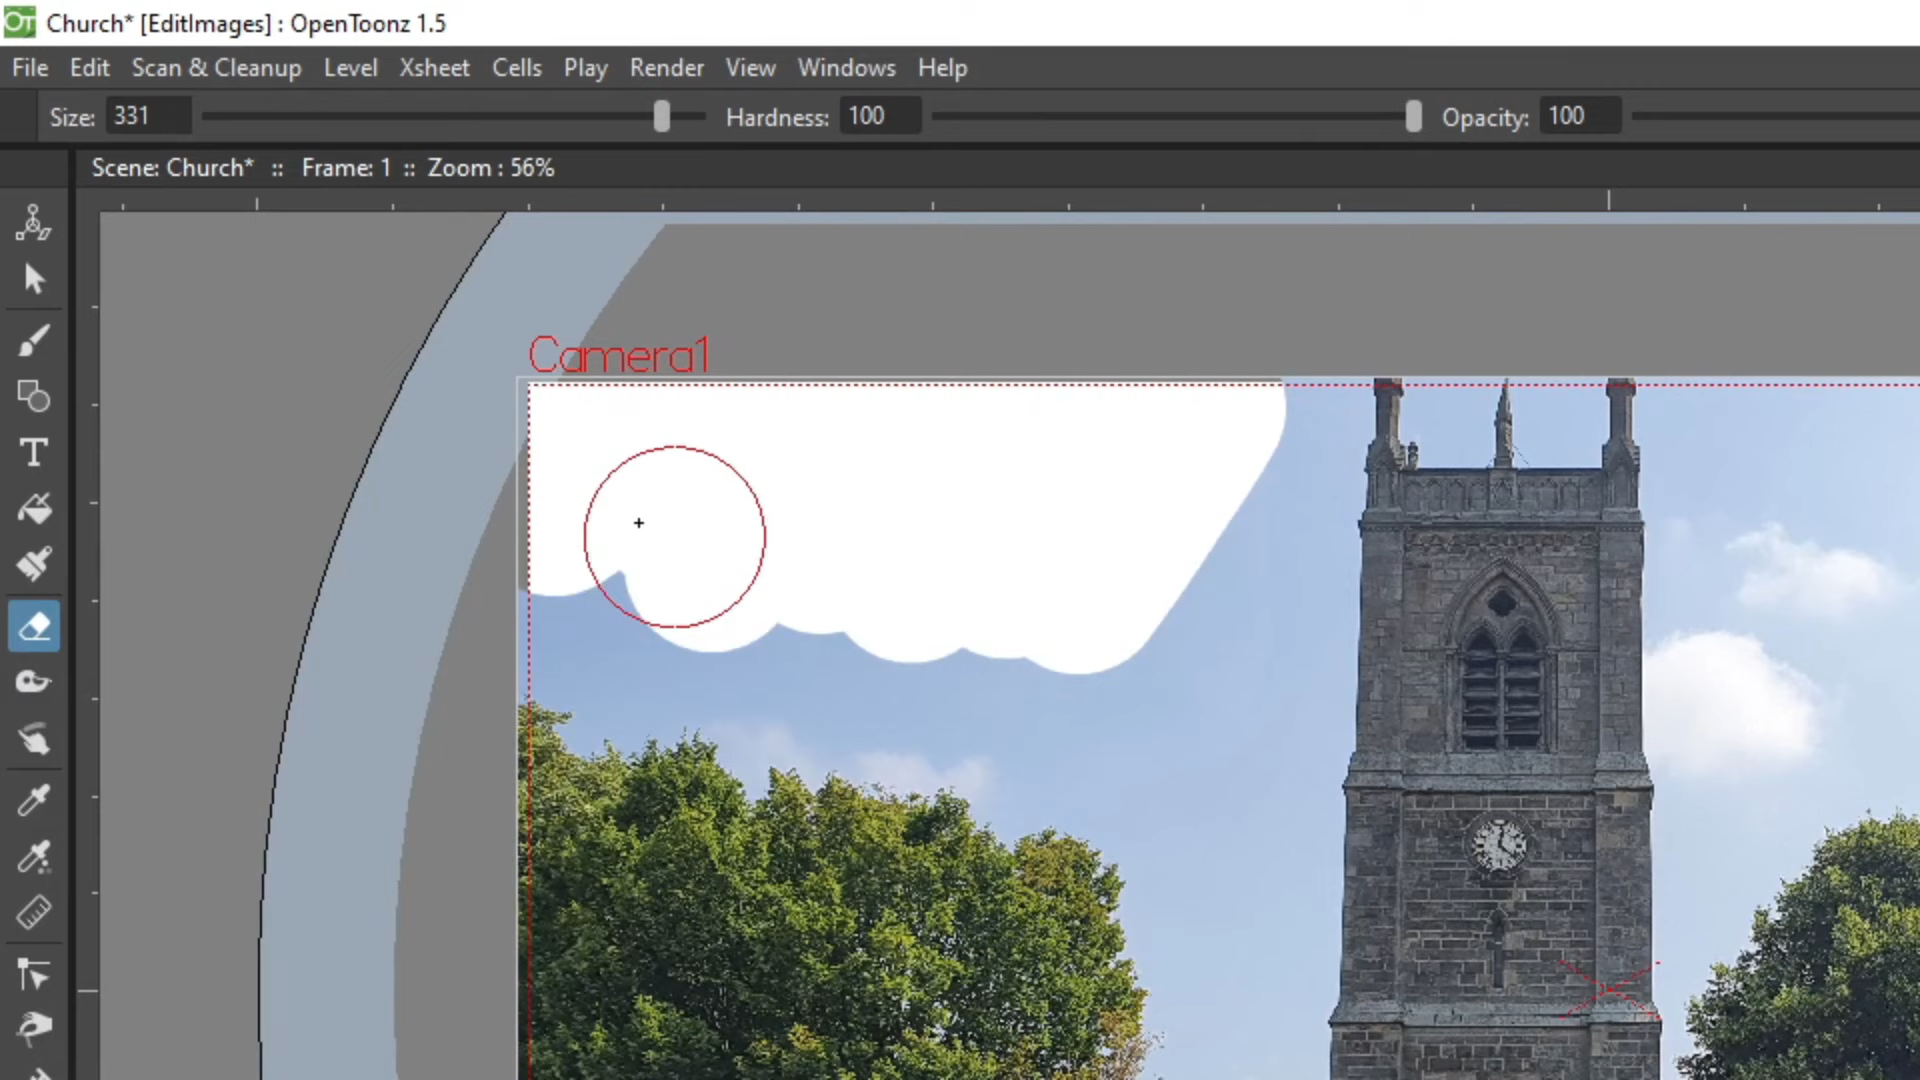 OT Church* [EditImages] : OpenToonz 1.5
File Edit Scan & Cleanup Level Xsheet Cells Play Render View Windows Help
Size: 331 Hardness: 100 Opacity: 100
Scene: Church* :: Frame: 1 :: Zoom : 56%
T
Camera1